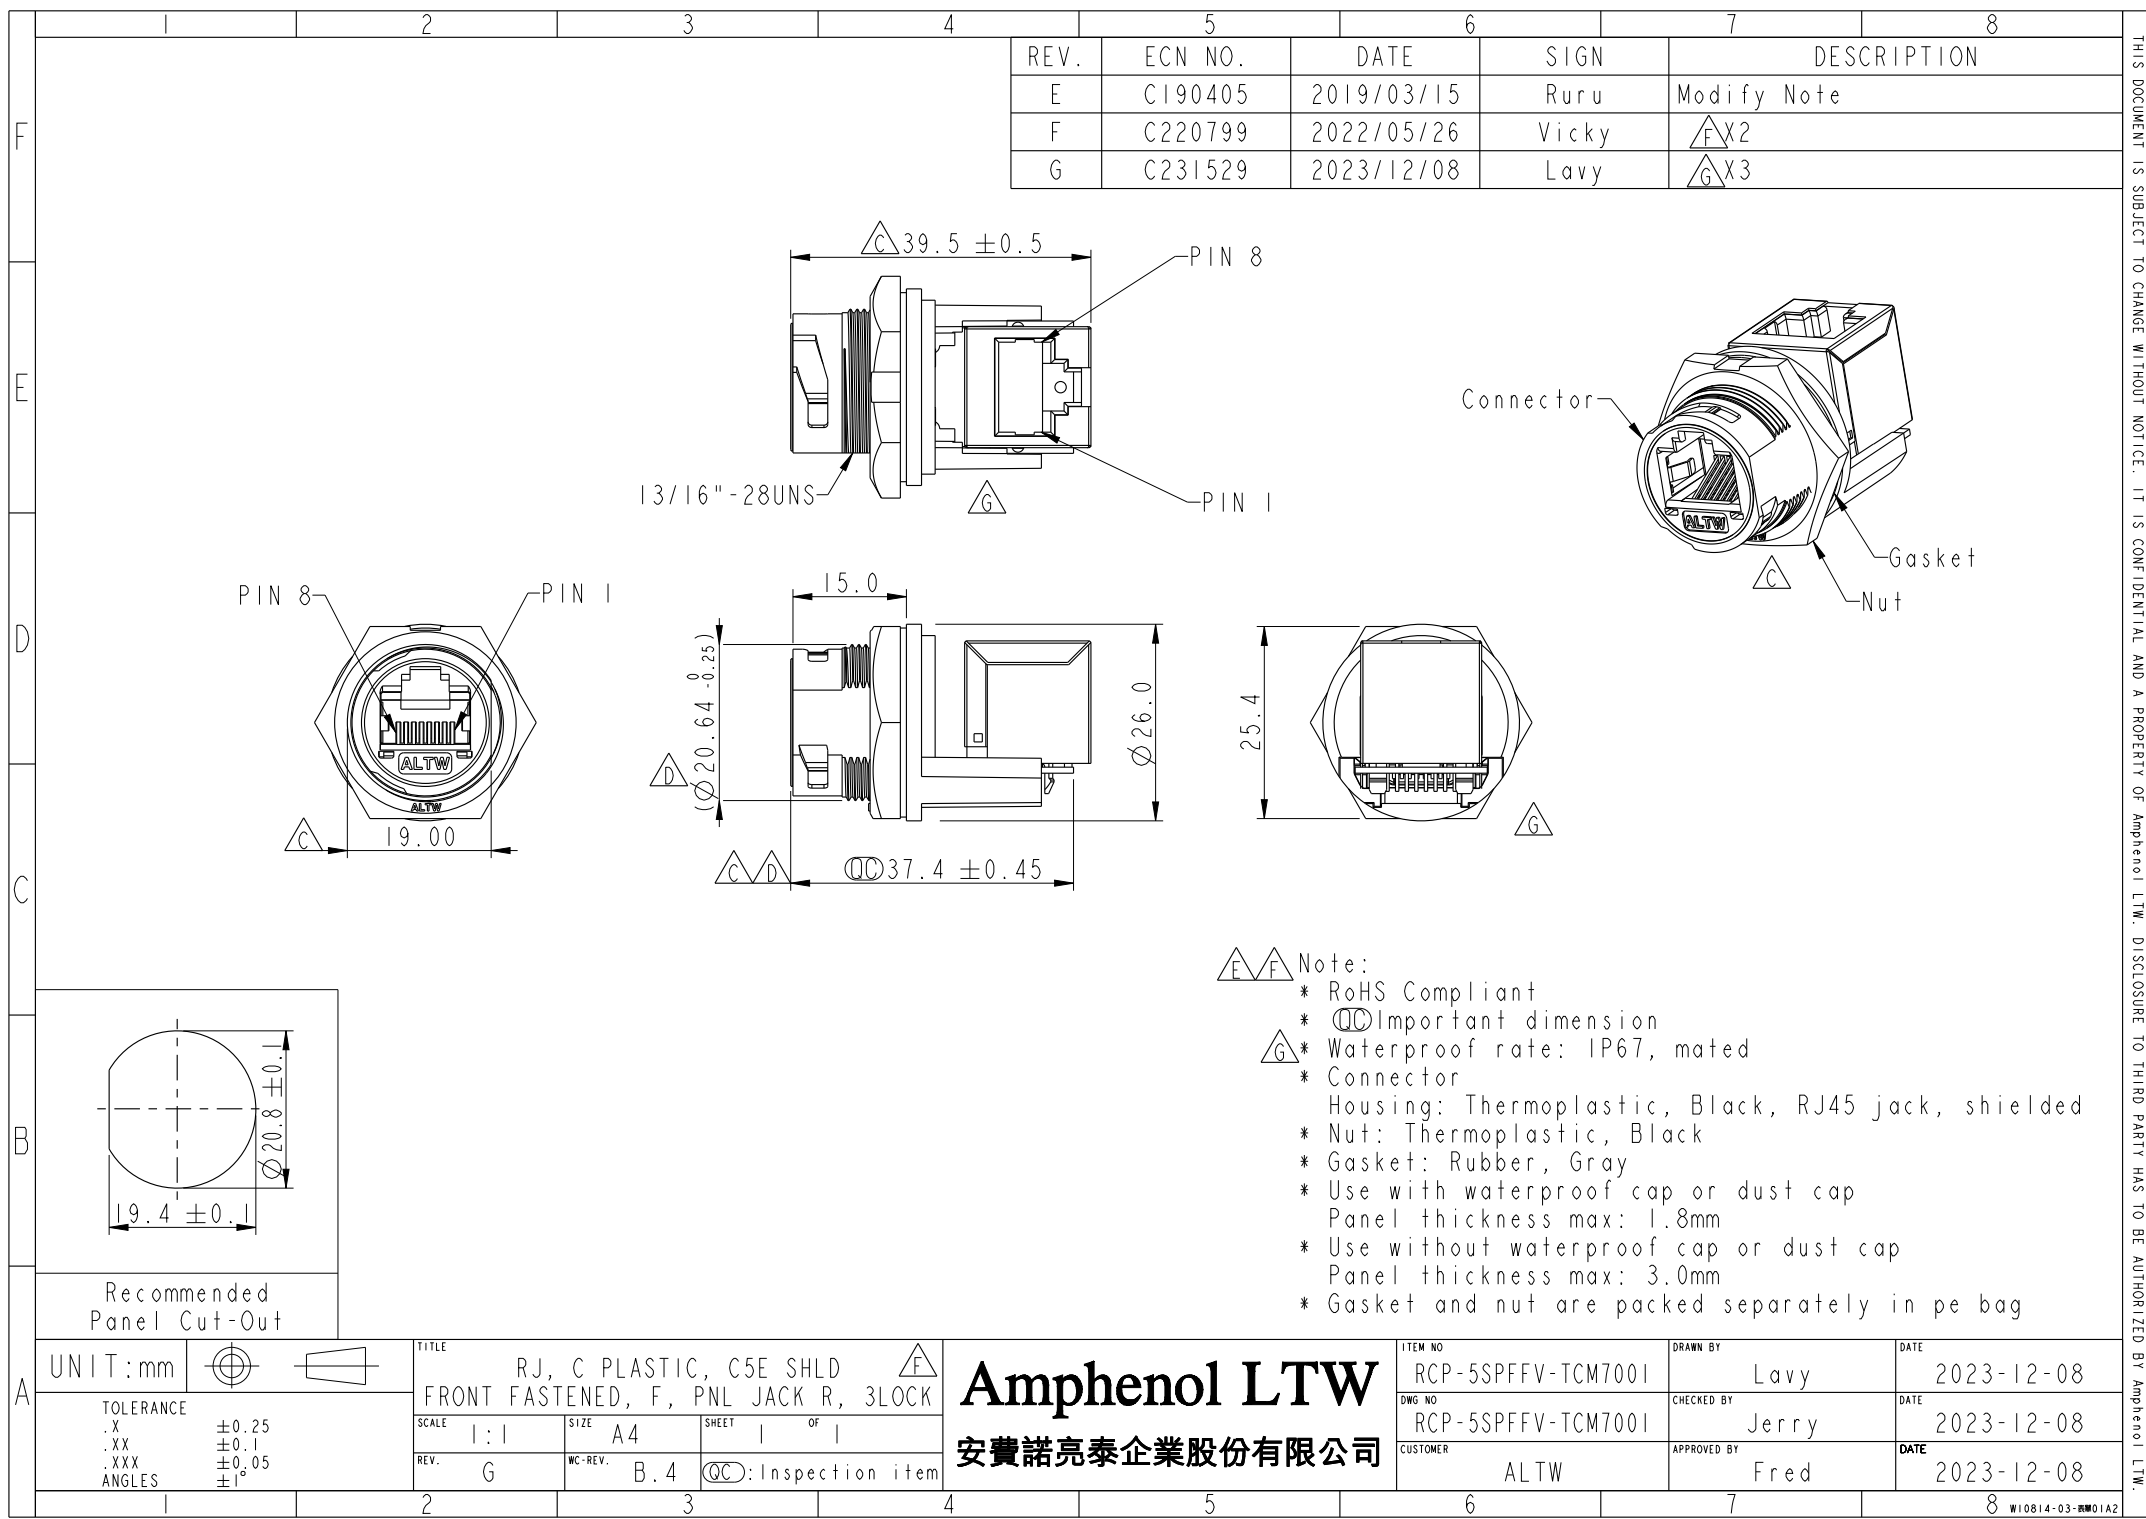 1 2 3 4 5 6 7 8
REV. ECN NO. DATE SIGN DESCRIPTION
E C190405 2019/03/15 Ruru Modify Note
F C220799 2022/05/26 Vicky F X2
G C231529 2023/12/08 Lavy G X3
F
E
D
C
B
A
C 39.5 ±0.5
PIN 8
13/16"-28UNS
G
PIN 1
Connector
ALTW
Gasket
C
Nut
PIN 8
PIN 1
ALTW
ALTW
C 19.00
15.0
D (Ø20.64 0 -0.25)
Ø26.0
C D QC 37.4 ±0.45
25.4
G
E F Note:
* RoHS Compliant
* QC Important dimension
G * Waterproof rate: IP67, mated
* Connector
Housing: Thermoplastic, Black, RJ45 jack, shielded
* Nut: Thermoplastic, Black
* Gasket: Rubber, Gray
* Use with waterproof cap or dust cap
Panel thickness max: 1.8mm
* Use without waterproof cap or dust cap
Panel thickness max: 3.0mm
* Gasket and nut are packed separately in pe bag
Ø20.8 ±0.1
19.4 ±0.1
Recommended
Panel Cut-Out
UNIT:mm
TOLERANCE
.X ±0.25
.XX ±0.1
.XXX ±0.05
ANGLES ±1°
TITLE
RJ, C PLASTIC, C5E SHLD F
FRONT FASTENED, F, PNL JACK R, 3LOCK
SCALE 1:1 SIZE A4 SHEET 1 OF 1
REV. G WC-REV. B.4 QC:Inspection item
Amphenol LTW
安費諾亮泰企業股份有限公司
ITEM NO RCP-5SPFFV-TCM7001 DRAWN BY Lavy DATE 2023-12-08
DWG NO RCP-5SPFFV-TCM7001 CHECKED BY Jerry DATE 2023-12-08
CUSTOMER ALTW APPROVED BY Fred DATE 2023-12-08
1 2 3 4 5 6 7 8
THIS DOCUMENT IS SUBJECT TO CHANGE WITHOUT NOTICE. IT IS CONFIDENTIAL AND A PROPERTY OF Amphenol LTW. DISCLOSURE TO THIRD PARTY HAS TO BE AUTHORIZED BY Amphenol LTW.